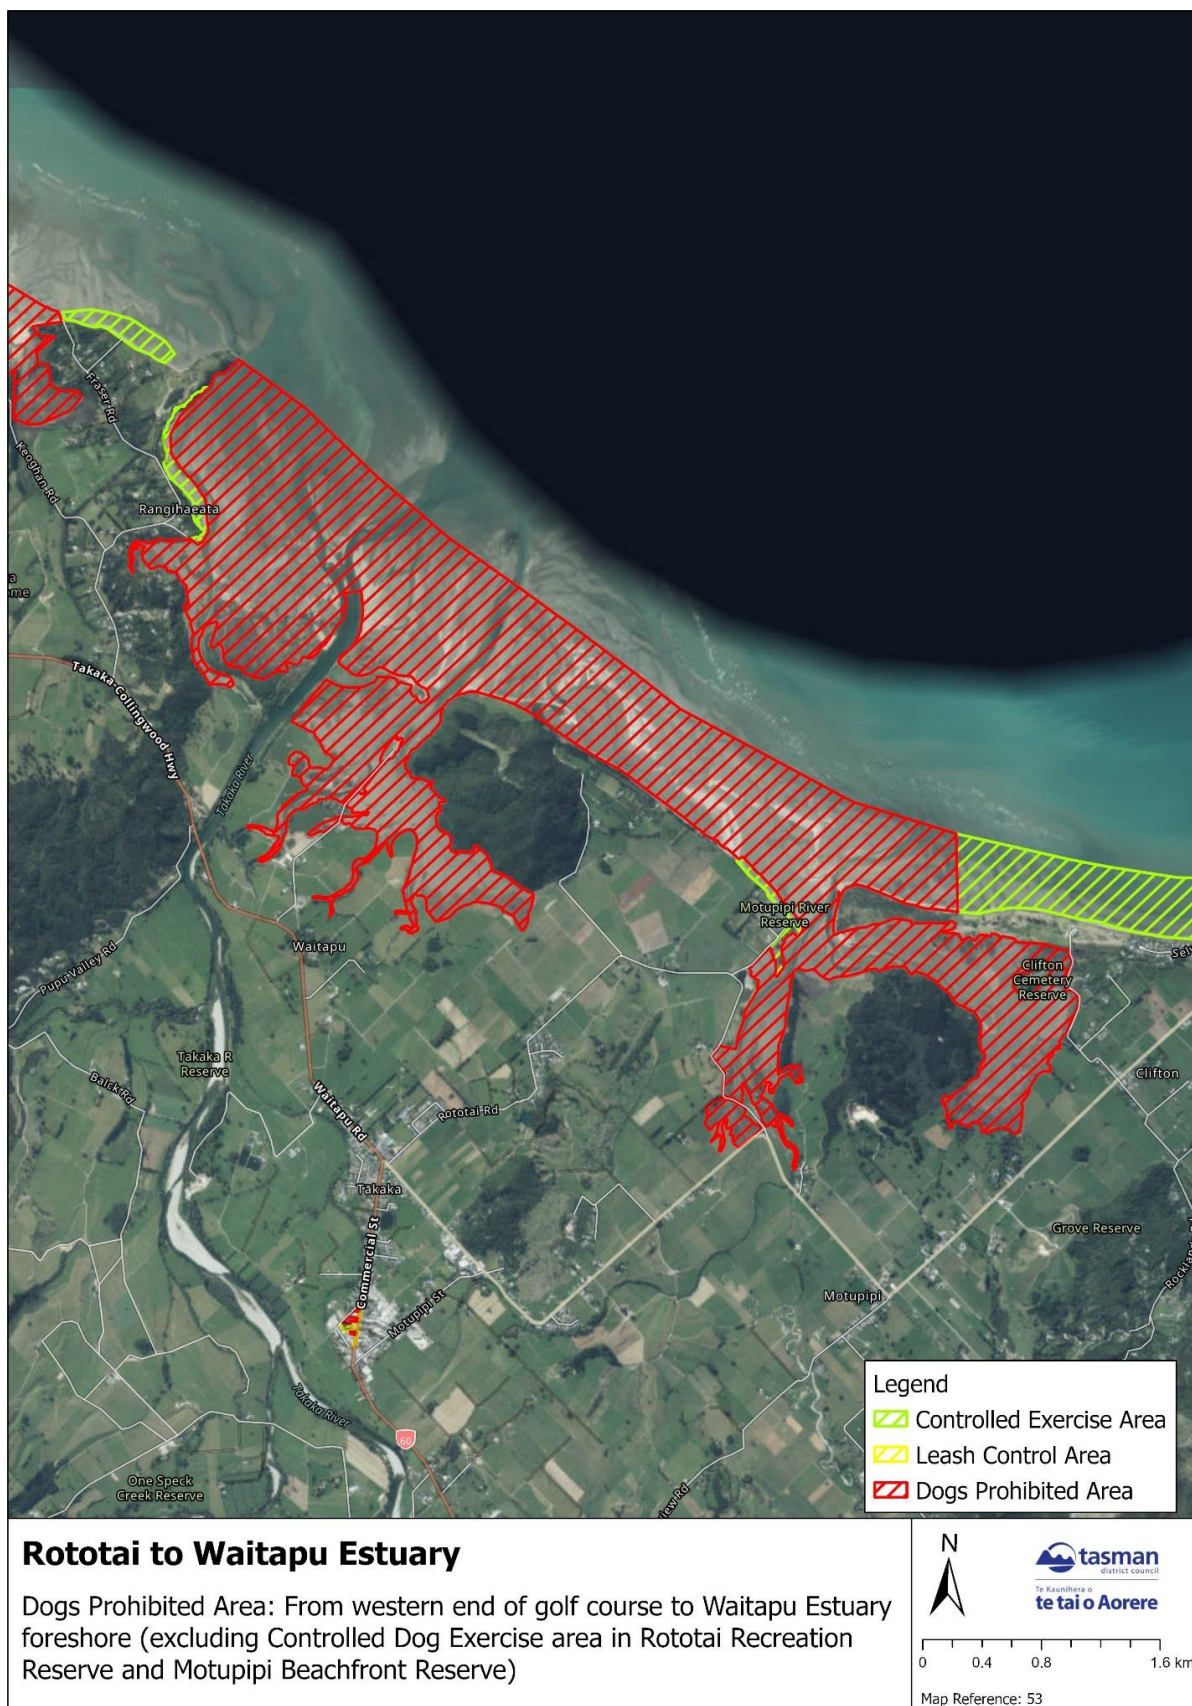 Fraser Rd
Keoghan Rd
Rangihaeata
Takaka-Collingwood Hwy
Takaka River
Motupipi River
Reserve
Waitapu
Pupu Valley Rd
Clifton
Cemetery
Reserve
Takaka R
Reserve
Balck Rd
Clifton
Waitapu Rd
Rototai Rd
Tākaka
Commercial St
Grove Reserve
Motupipi St
Motupipi
Takaka River
60
One Speck
Creek Reserve
Legend
Controlled Exercise Area
Leash Control Area
Dogs Prohibited Area
Rototai to Waitapu Estuary
Dogs Prohibited Area: From western end of golf course to Waitapu Estuary
foreshore (excluding Controlled Dog Exercise area in Rototai Recreation
Reserve and Motupipi Beachfront Reserve)
N
tasman
district council
Te Kaunihera o
te tai o Aorere
0 0.4 0.8 1.6 km
Map Reference: 53